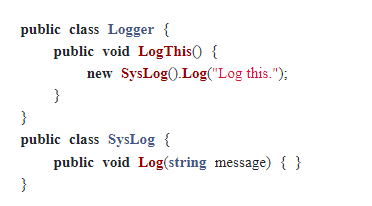 public class Logger {
public void LogThis() {
new SysLog().Log("Log this.");
}
}
public class SysLog {
public void Log(string message) { }
}